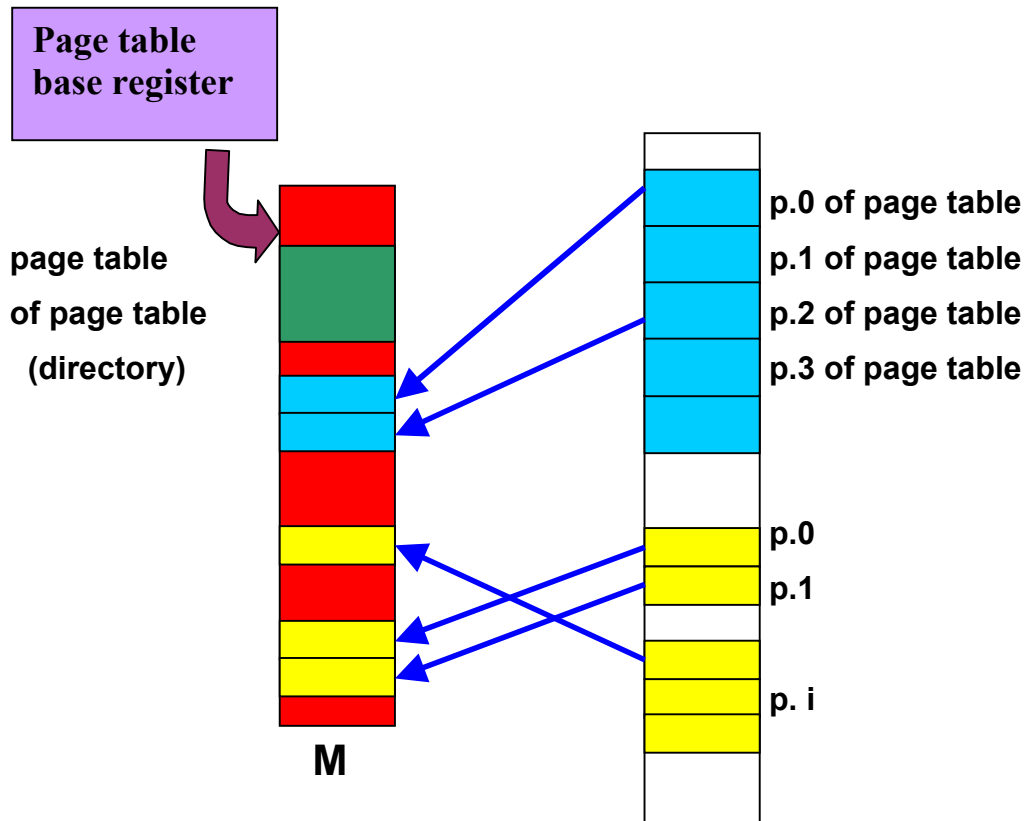 Page table
base register
page table
of page table
(directory)
M
p.0 of page table
p.1 of page table
p.2 of page table
p.3 of page table
p.0
p.1
p. i